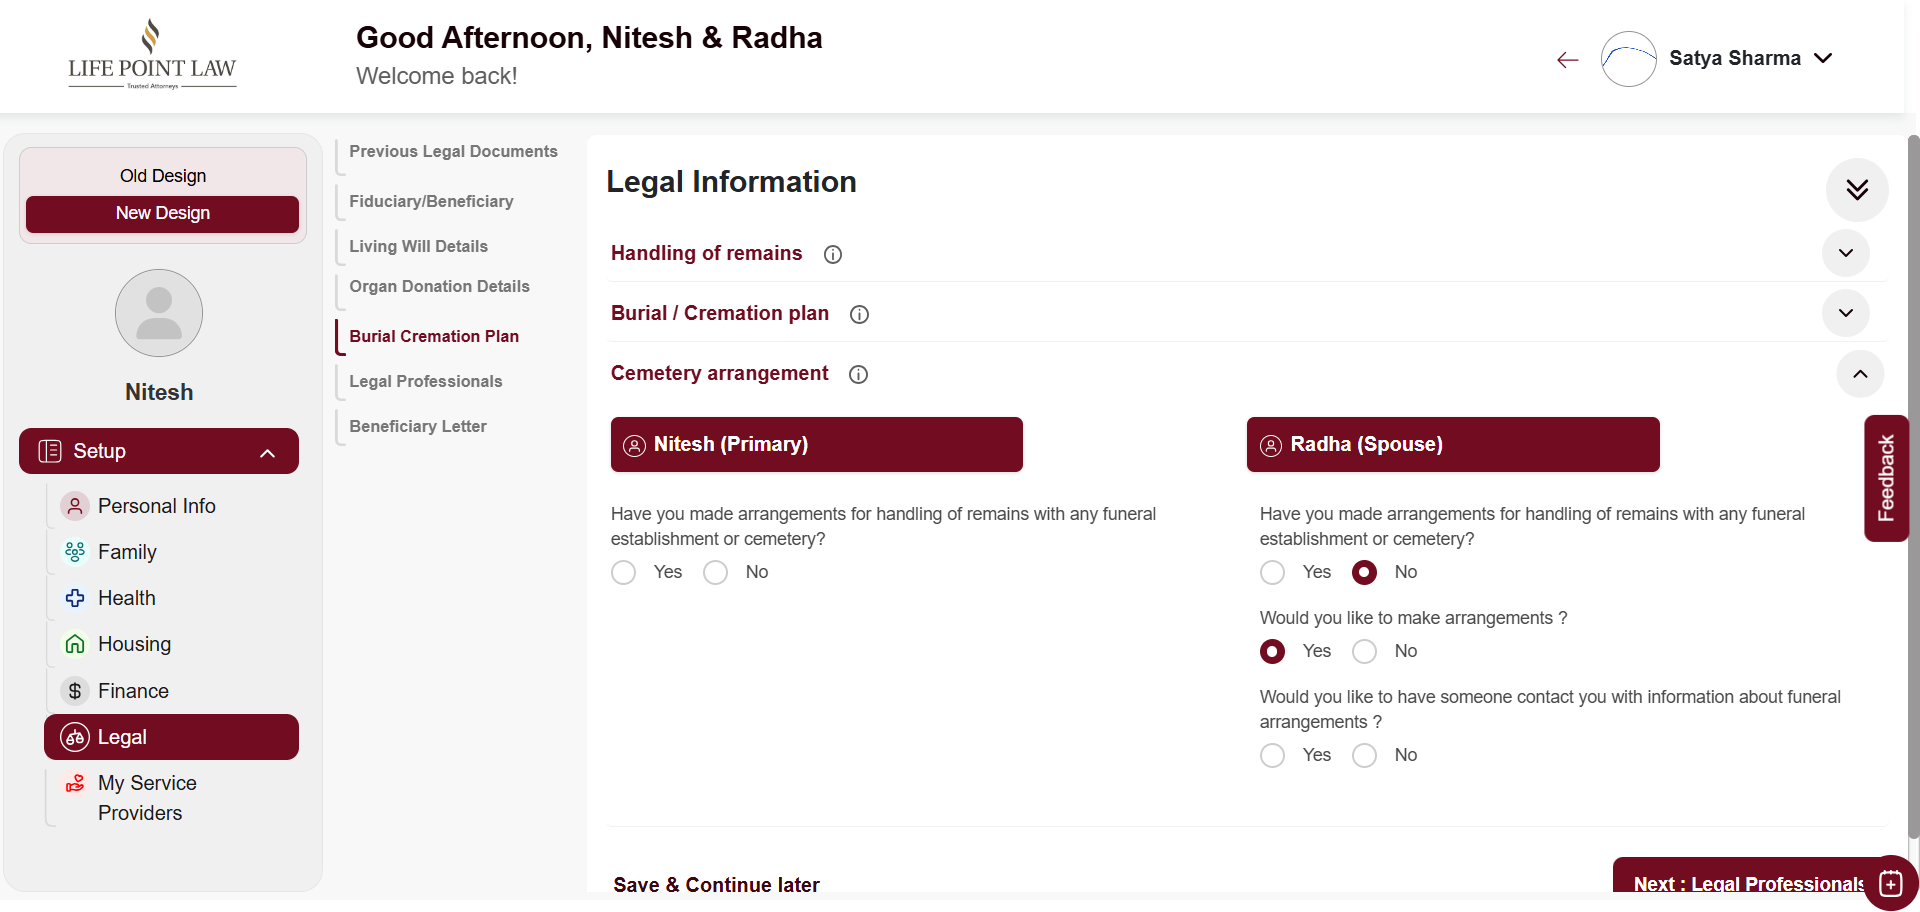 LIFE POINT LAW
Trusted Attorneys
Good Afternoon, Nitesh & Radha
Welcome back!
Satya Sharma
Old Design
New Design
Nitesh
Setup
Personal Info
Family
Health
Housing
Finance
Legal
My Service
Providers
Previous Legal Documents
Fiduciary/Beneficiary
Living Will Details
Organ Donation Details
Burial Cremation Plan
Legal Professionals
Beneficiary Letter
Legal Information
Handling of remains
Burial / Cremation plan
Cemetery arrangement
Nitesh (Primary)
Have you made arrangements for handling of remains with any funeral
establishment or cemetery?
Yes No
Radha (Spouse)
Have you made arrangements for handling of remains with any funeral
establishment or cemetery?
Yes No
Would you like to make arrangements ?
Yes No
Would you like to have someone contact you with information about funeral
arrangements ?
Yes No
Feedback
Save & Continue later
Next : Legal Professionals